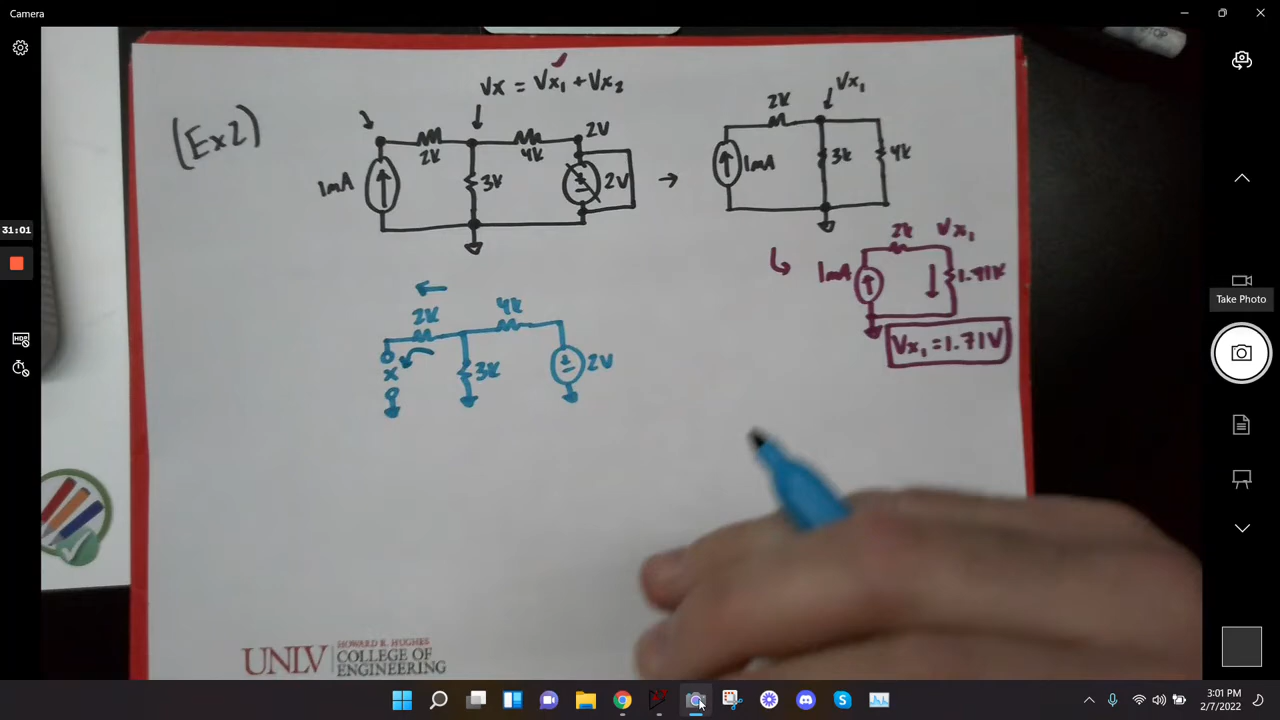 Camera
(Ex2)
Vx = Vx1 + Vx2
2V
2K
4K
1mA
3K
2V
→
2K
Vx1
1mA
3K
4K
2K
Vx1
1mA
1.71K
Vx1 = 1.71V
←
2K
4K
x
3K
2V
UNLV
HOWARD R. HUGHES
COLLEGE OF
ENGINEERING
31:01
HDR
Take Photo
3:01 PM
2/7/2022